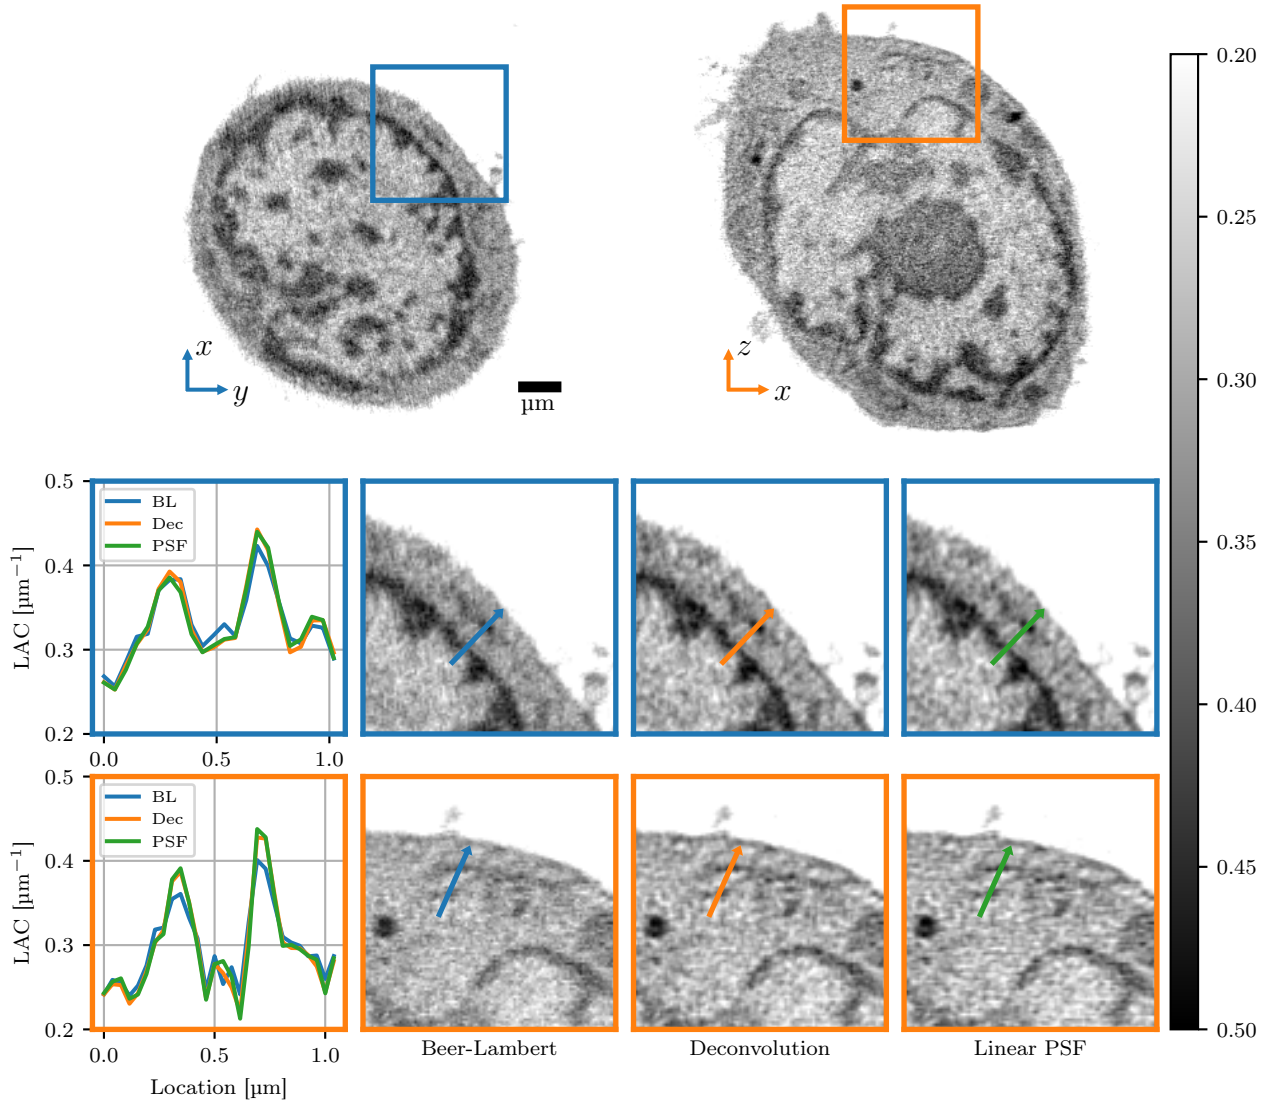 x
y
µm
z
x
0.20
0.25
0.30
0.35
0.40
0.45
0.50
LAC [µm⁻¹]
0.5
0.4
0.3
0.2
BL
Dec
PSF
0.0
1.0
LAC [µm⁻¹]
0.5
0.4
0.3
0.2
BL
Dec
PSF
0.0
0.5
1.0
Location [µm]
Beer-Lambert
Deconvolution
Linear PSF